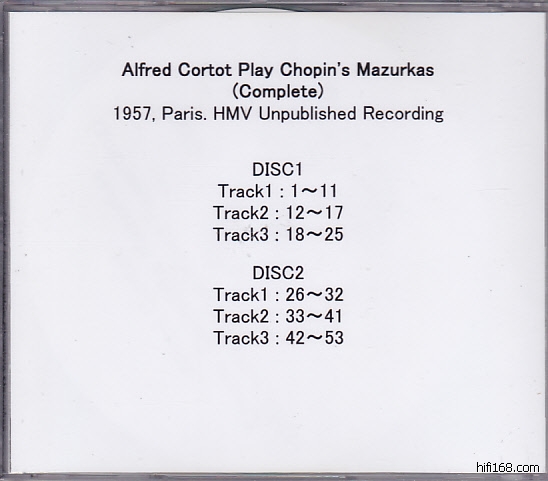 Alfred Cortot Play Chopin's Mazurkas
(Complete)
1957, Paris. HMV Unpublished Recording
DISC1
Track1 : 1～11
Track2 : 12～17
Track3 : 18～25
DISC2
Track1 : 26～32
Track2 : 33～41
Track3 : 42～53
hifi168.com